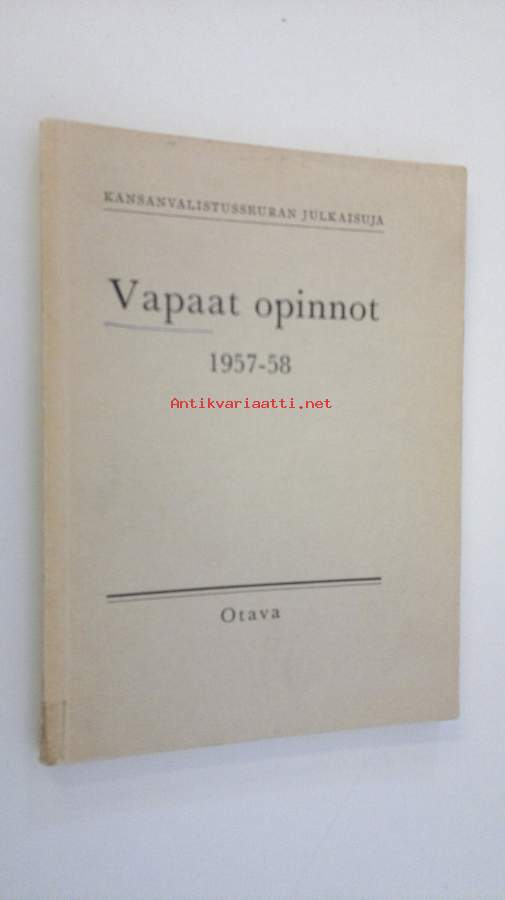 KANSANVALISTUSSEURAN JULKAISUJA
Vapaat opinnot
1957-58
Antikvariaatti.net
Otava